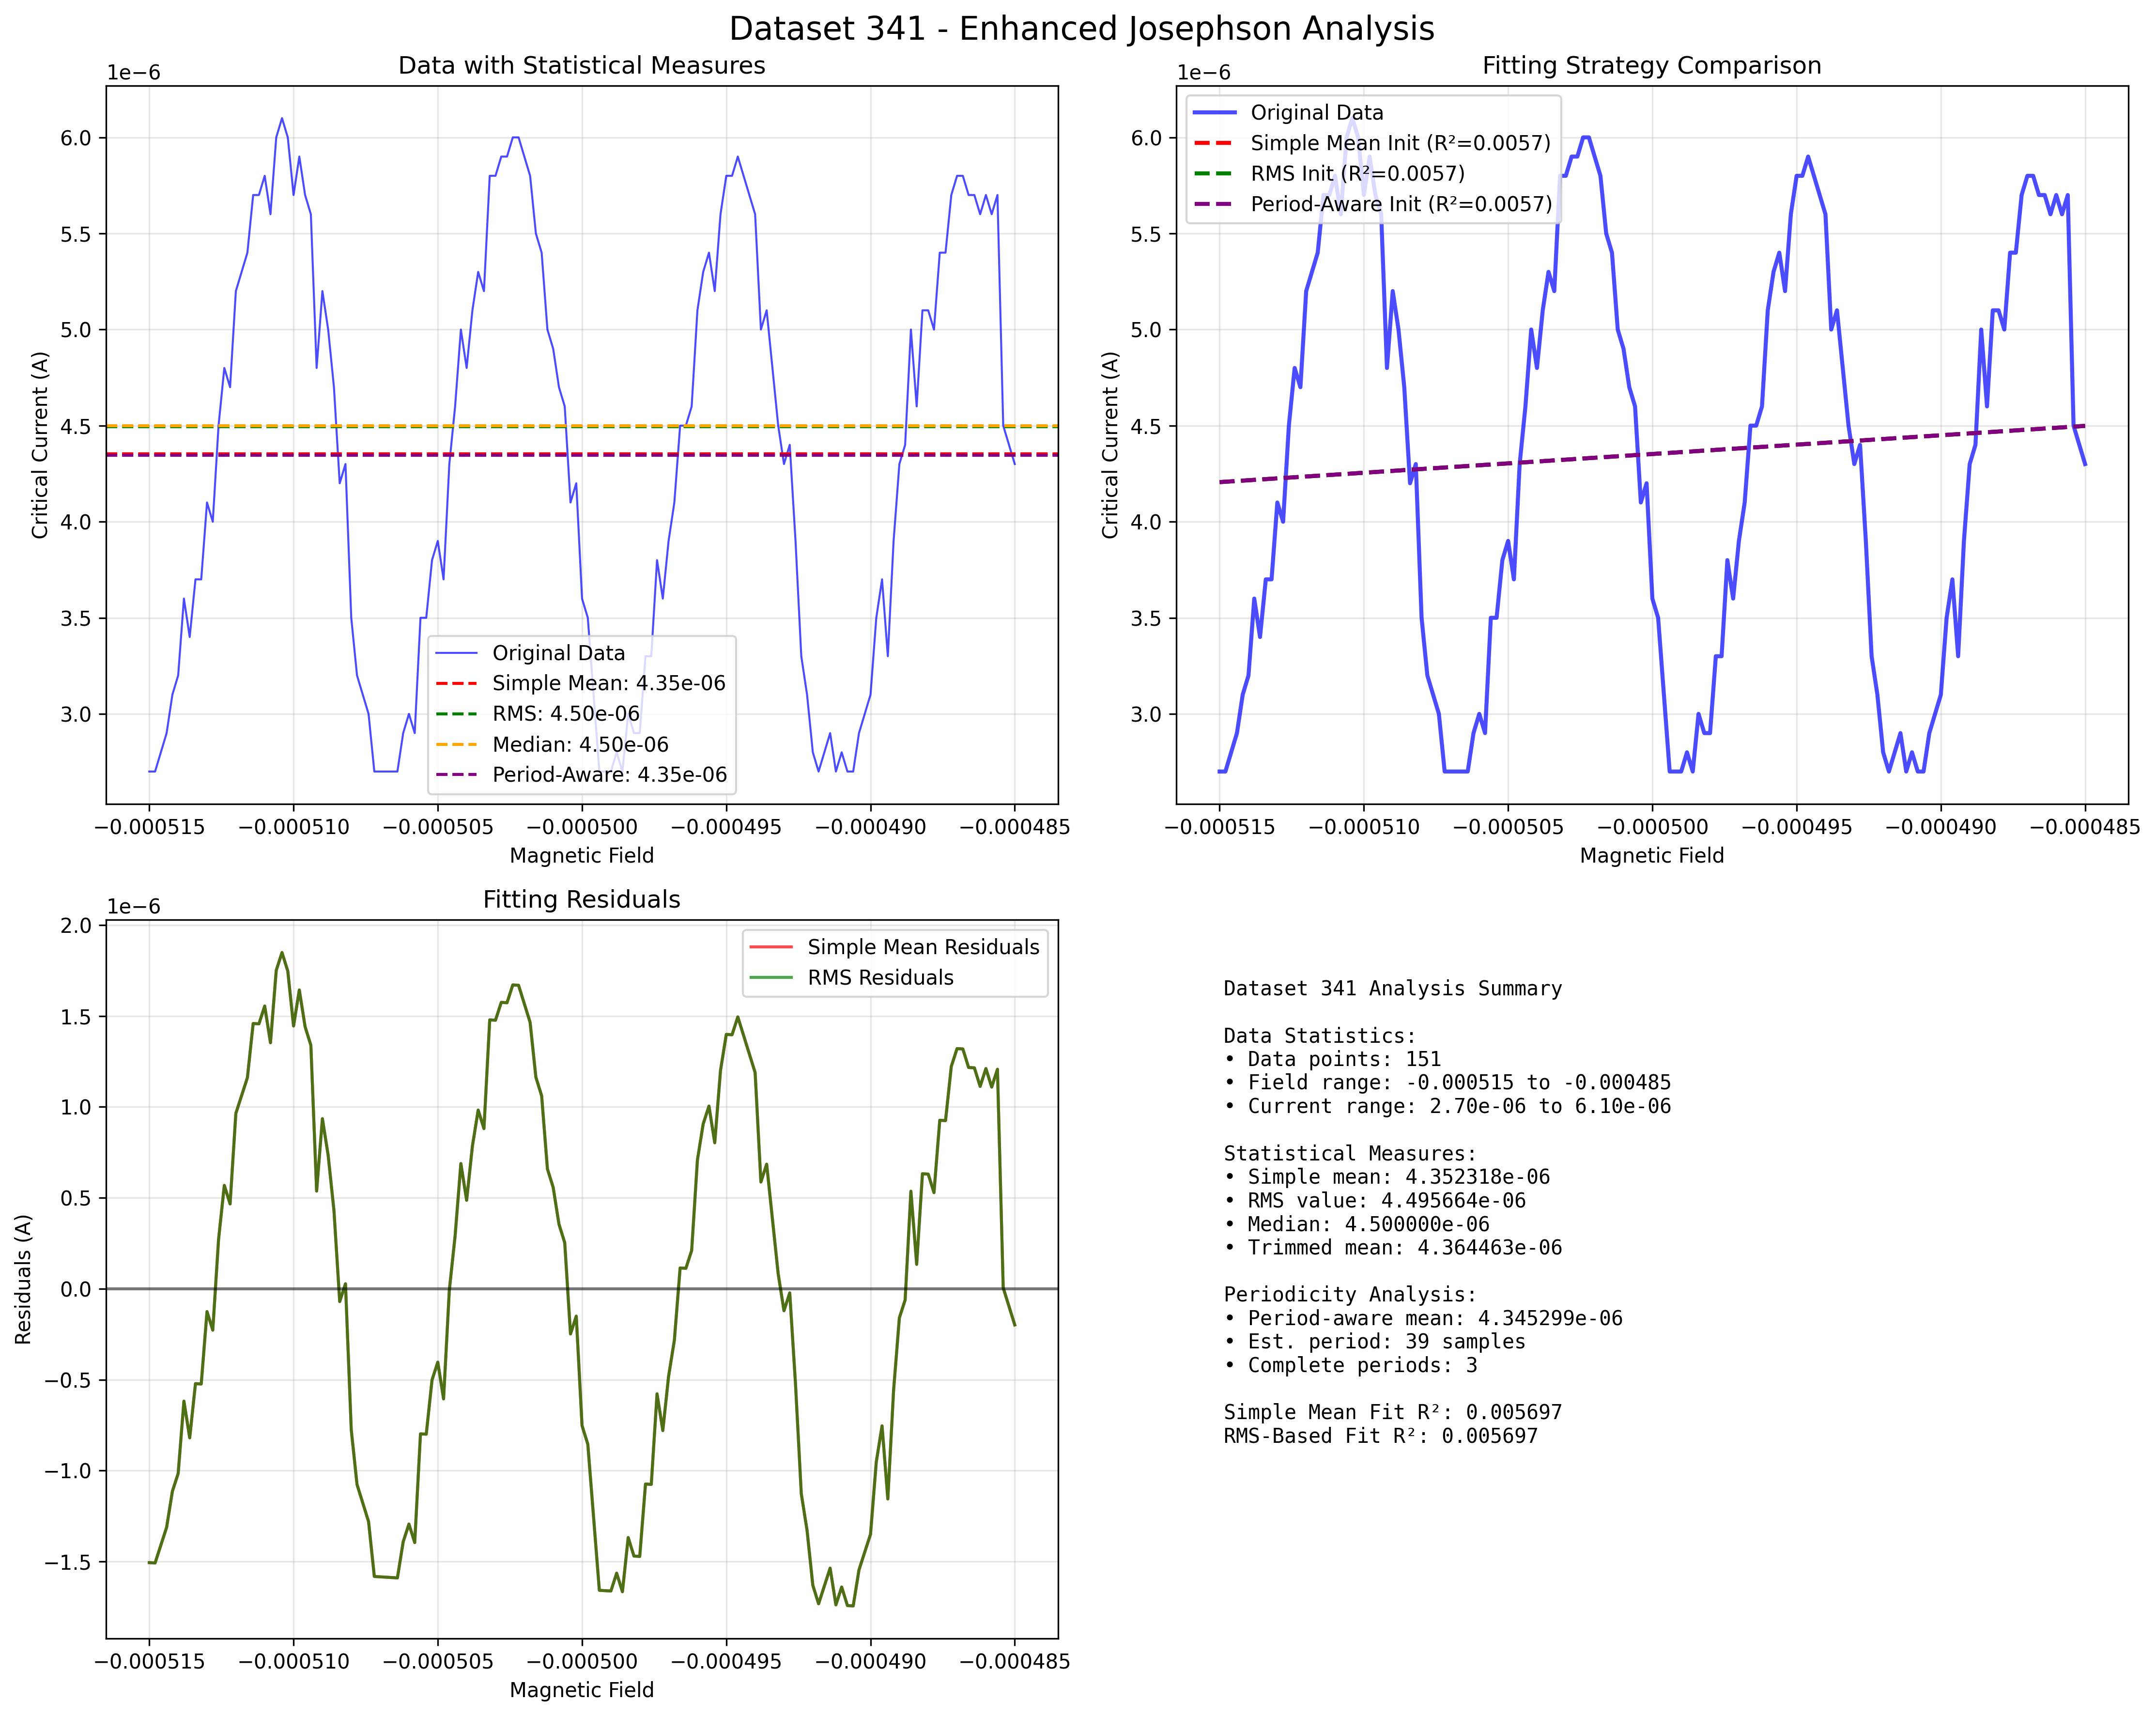 Dataset 341 - Enhanced Josephson Analysis
Data with Statistical Measures
1e−6
6.0
5.5
5.0
4.5
4.0
3.5
3.0
Critical Current (A)
Original Data
Simple Mean: 4.35e-06
RMS: 4.50e-06
Median: 4.50e-06
Period-Aware: 4.35e-06
−0.000515 −0.000510 −0.000505 −0.000500 −0.000495 −0.000490 −0.000485
Magnetic Field
Fitting Strategy Comparison
1e−6
Original Data
Simple Mean Init (R²=0.0057)
RMS Init (R²=0.0057)
Period-Aware Init (R²=0.0057)
6.0
5.5
5.0
4.5
4.0
3.5
3.0
Critical Current (A)
−0.000515 −0.000510 −0.000505 −0.000500 −0.000495 −0.000490 −0.000485
Magnetic Field
Fitting Residuals
1e−6
Simple Mean Residuals
RMS Residuals
2.0
1.5
1.0
0.5
0.0
−0.5
−1.0
−1.5
Residuals (A)
−0.000515 −0.000510 −0.000505 −0.000500 −0.000495 −0.000490 −0.000485
Magnetic Field
Dataset 341 Analysis Summary
Data Statistics:
• Data points: 151
• Field range: -0.000515 to -0.000485
• Current range: 2.70e-06 to 6.10e-06
Statistical Measures:
• Simple mean: 4.352318e-06
• RMS value: 4.495664e-06
• Median: 4.500000e-06
• Trimmed mean: 4.364463e-06
Periodicity Analysis:
• Period-aware mean: 4.345299e-06
• Est. period: 39 samples
• Complete periods: 3
Simple Mean Fit R²: 0.005697
RMS-Based Fit R²: 0.005697